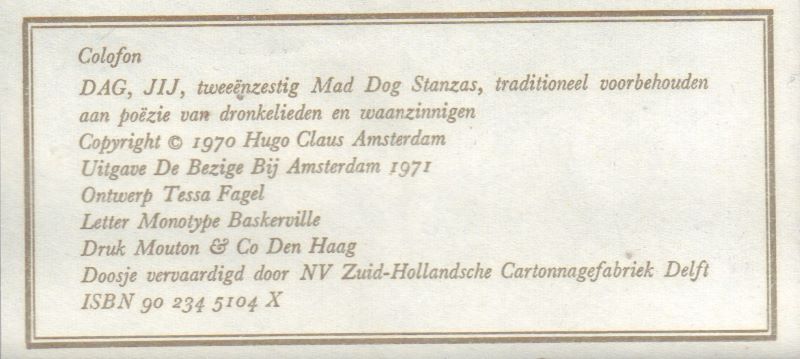 Colofon
DAG, JIJ, tweeënzestig Mad Dog Stanzas, traditioneel voorbehouden
aan poëzie van dronkelieden en waanzinnigen
Copyright © 1970 Hugo Claus Amsterdam
Uitgave De Bezige Bij Amsterdam 1971
Ontwerp Tessa Fagel
Letter Monotype Baskerville
Druk Mouton & Co Den Haag
Doosje vervaardigd door NV Zuid-Hollandsche Cartonnagefabriek Delft
ISBN 90 234 5104 X